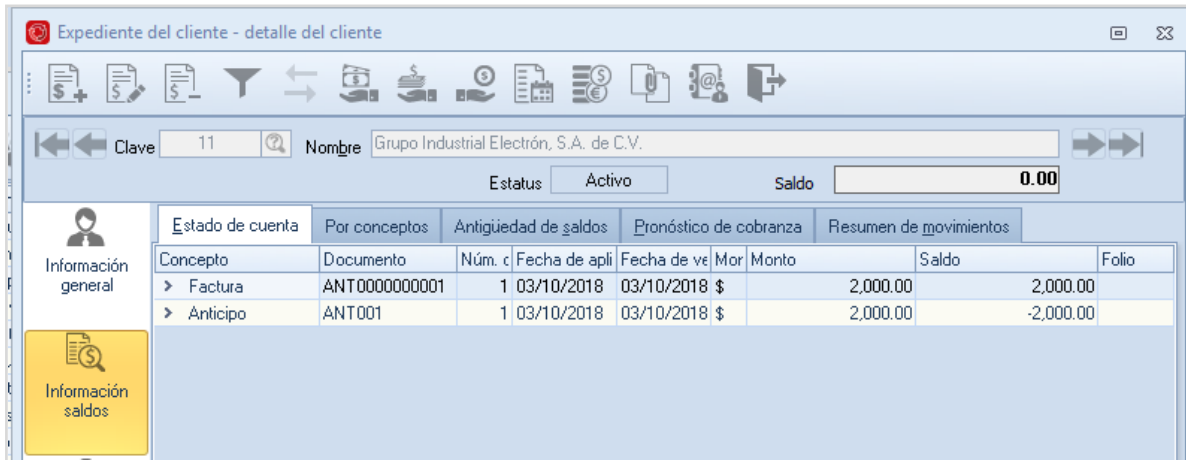 Expediente del cliente - detalle del cliente
Clave 11 Nombre Grupo Industrial Electrón, S.A. de C.V.
Estatus Activo Saldo 0.00
Información general
Información saldos
Estado de cuenta Por conceptos Antigüedad de saldos Pronóstico de cobranza Resumen de movimientos
Concepto Documento Núm. c Fecha de apli Fecha de ve Mor Monto Saldo Folio
Factura ANT0000000001 1 03/10/2018 03/10/2018 $ 2,000.00 2,000.00
Anticipo ANT001 1 03/10/2018 03/10/2018 $ 2,000.00 -2,000.00